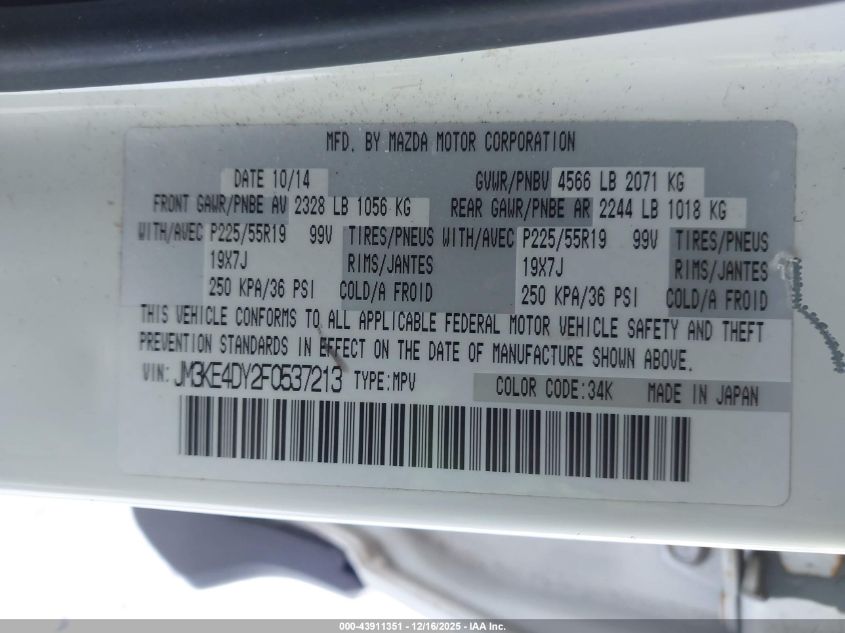 MFD. BY MAZDA MOTOR CORPORATION
DATE 10/14 GVWR/PNBV 4566 LB 2071 KG
FRONT GAWR/PNBE AV 2328 LB 1056 KG REAR GAWR/PNBE AR 2244 LB 1018 KG
WITH/AVEC P225/55R19 99V TIRES/PNEUS WITH/AVEC P225/55R19 99V TIRES/PNEUS
19X7J RIMS/JANTES 19X7J RIMS/JANTES
250 KPA/36 PSI COLD/A FROID 250 KPA/36 PSI COLD/A FROID
THIS VEHICLE CONFORMS TO ALL APPLICABLE FEDERAL MOTOR VEHICLE SAFETY AND THEFT
PREVENTION STANDARDS IN EFFECT ON THE DATE OF MANUFACTURE SHOWN ABOVE.
VIN: JM3KE4DY2F0537213 TYPE:MPV COLOR CODE:34K MADE IN JAPAN
000-43911351 - 12/16/2025 - IAA Inc.